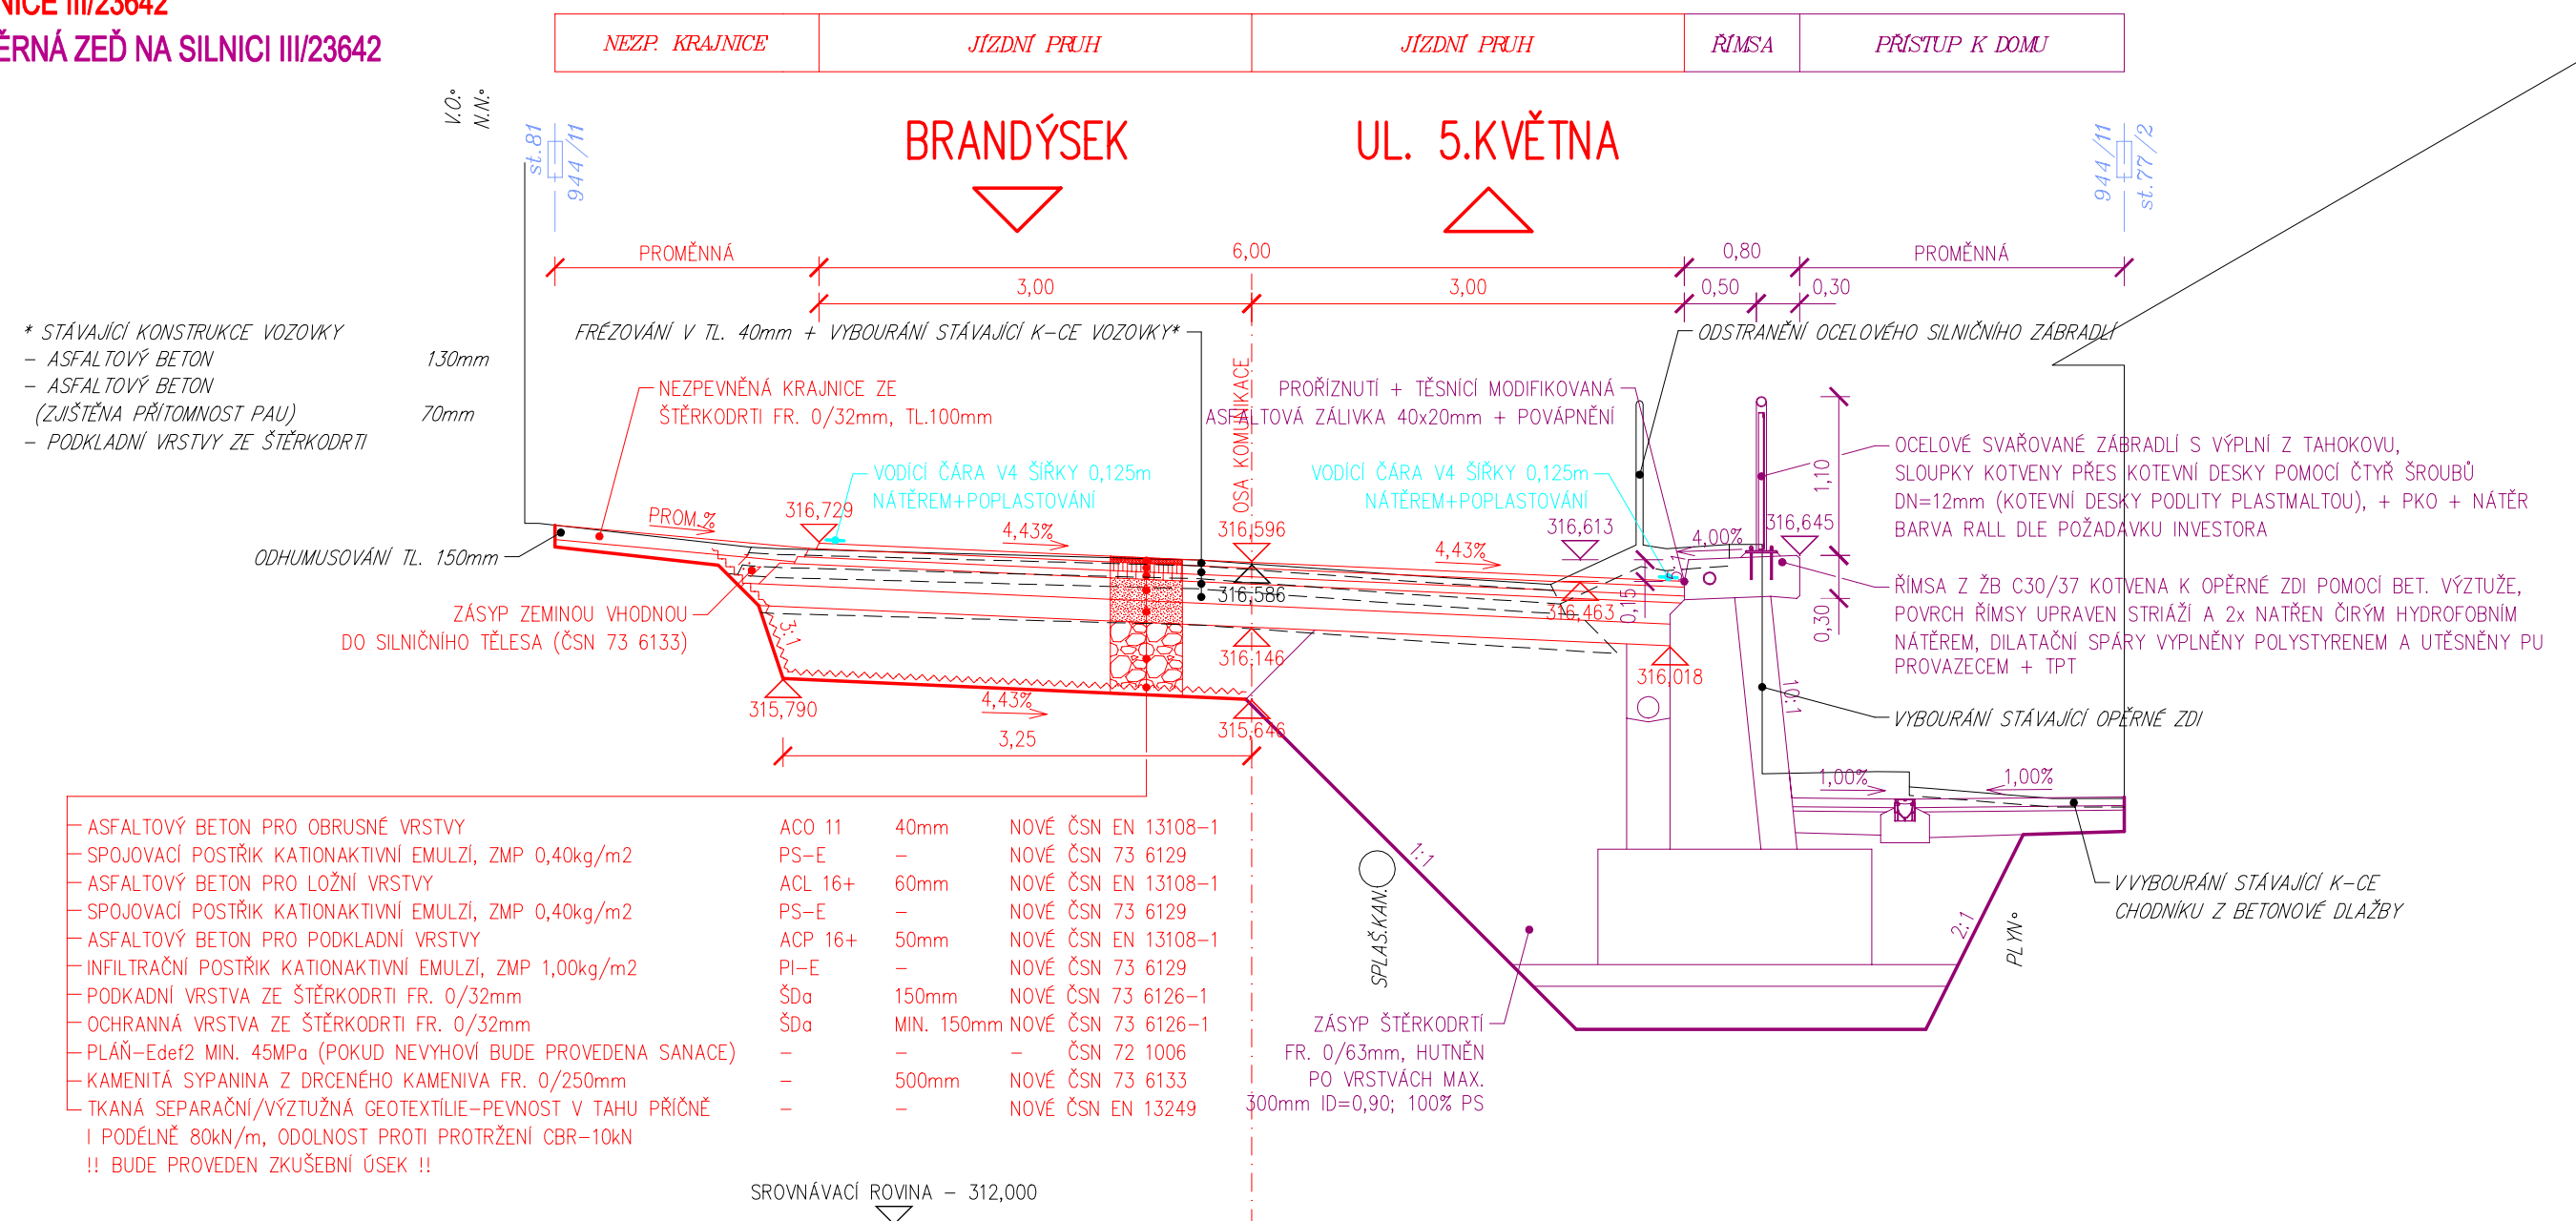 NICE III/23642
ĚRNÁ ZEĎ NA SILNICI III/23642
NEZP. KRAJNICE
JÍZDNÍ PRUH
JÍZDNÍ PRUH
ŘÍMSA
PŘÍSTUP K DOMU
V.O.
N.N.
st.81
944/11
BRANDÝSEK
UL. 5.KVĚTNA
944/11
st.77/2
PROMĚNNÁ
6,00
0,80
PROMĚNNÁ
3,00
3,00
0,50
0,30
* STÁVAJÍCÍ KONSTRUKCE VOZOVKY
- ASFALTOVÝ BETON 130mm
- ASFALTOVÝ BETON
(ZJIŠTĚNA PŘÍTOMNOST PAU) 70mm
- PODKLADNÍ VRSTVY ZE ŠTĚRKODRTI
FRÉZOVÁNÍ V TL. 40mm + VYBOURÁNÍ STÁVAJÍCÍ K-CE VOZOVKY*
ODSTRANĚNÍ OCELOVÉHO SILNIČNÍHO ZÁBRADLÍ
NEZPEVNĚNÁ KRAJNICE ZE
ŠTĚRKODRTI FR. 0/32mm, TL.100mm
OSA KOMUNIKACE
PROŘÍZNUTÍ + TĚSNÍCÍ MODIFIKOVANÁ
ASFALTOVÁ ZÁLIVKA 40x20mm + POVÁPNĚNÍ
VODÍCÍ ČÁRA V4 ŠÍŘKY 0,125m
NÁTĚREM+POPLASTOVÁNÍ
VODÍCÍ ČÁRA V4 ŠÍŘKY 0,125m
NÁTĚREM+POPLASTOVÁNÍ
1,10
OCELOVÉ SVAŘOVANÉ ZÁBRADLÍ S VÝPLNÍ Z TAHOKOVU,
SLOUPKY KOTVENY PŘES KOTEVNÍ DESKY POMOCÍ ČTYŘ ŠROUBŮ
DN=12mm (KOTEVNÍ DESKY PODLITY PLASTMALTOU), + PKO + NÁTĚR
BARVA RALL DLE POŽADAVKU INVESTORA
PROM.%
316,729
4,43%
316,596
4,43%
316,613
4,00%
316,645
ODHUMUSOVÁNÍ TL. 150mm
316,586
316,463
0,15
5:1
0,30
ŘÍMSA Z ŽB C30/37 KOTVENA K OPĚRNÉ ZDI POMOCÍ BET. VÝZTUŽE,
POVRCH ŘÍMSY UPRAVEN STRIÁŽÍ A 2x NATŘEN ČIRÝM HYDROFOBNÍM
NÁTĚREM, DILATAČNÍ SPÁRY VYPLNĚNY POLYSTYRENEM A UTĚSNĚNY PU
PROVAZECEM + TPT
ZÁSYP ZEMINOU VHODNOU
DO SILNIČNÍHO TĚLESA (ČSN 73 6133)
3:1
316,146
316,018
10:1
315,790
4,43%
315,646
VYBOURÁNÍ STÁVAJÍCÍ OPĚRNÉ ZDI
3,25
1,00%
1,00%
ASFALTOVÝ BETON PRO OBRUSNÉ VRSTVY ACO 11 40mm NOVÉ ČSN EN 13108-1
SPOJOVACÍ POSTŘIK KATIONAKTIVNÍ EMULZÍ, ZMP 0,40kg/m2 PS-E - NOVÉ ČSN 73 6129
ASFALTOVÝ BETON PRO LOŽNÍ VRSTVY ACL 16+ 60mm NOVÉ ČSN EN 13108-1
SPOJOVACÍ POSTŘIK KATIONAKTIVNÍ EMULZÍ, ZMP 0,40kg/m2 PS-E - NOVÉ ČSN 73 6129
ASFALTOVÝ BETON PRO PODKLADNÍ VRSTVY ACP 16+ 50mm NOVÉ ČSN EN 13108-1
INFILTRAČNÍ POSTŘIK KATIONAKTIVNÍ EMULZÍ, ZMP 1,00kg/m2 PI-E - NOVÉ ČSN 73 6129
PODKADNÍ VRSTVA ZE ŠTĚRKODRTI FR. 0/32mm ŠDa 150mm NOVÉ ČSN 73 6126-1
OCHRANNÁ VRSTVA ZE ŠTĚRKODRTI FR. 0/32mm ŠDa MIN. 150mm NOVÉ ČSN 73 6126-1
PLÁŇ-Edef2 MIN. 45MPa (POKUD NEVYHOVÍ BUDE PROVEDENA SANACE) - - - ČSN 72 1006
KAMENITÁ SYPANINA Z DRCENÉHO KAMENIVA FR. 0/250mm - 500mm NOVÉ ČSN 73 6133
TKANÁ SEPARAČNÍ/VÝZTUŽNÁ GEOTEXTÍLIE-PEVNOST V TAHU PŘÍČNĚ - - NOVÉ ČSN EN 13249
I PODÉLNĚ 80kN/m, ODOLNOST PROTI PROTRŽENÍ CBR-10kN
!! BUDE PROVEDEN ZKUŠEBNÍ ÚSEK !!
1:1
SPLAŠ.KAN.
2:1
PLYN
VVYBOURÁNÍ STÁVAJÍCÍ K-CE
CHODNÍKU Z BETONOVÉ DLAŽBY
ZÁSYP ŠTĚRKODRTÍ
FR. 0/63mm, HUTNĚN
PO VRSTVÁCH MAX.
300mm ID=0,90; 100% PS
SROVNÁVACÍ ROVINA - 312,000